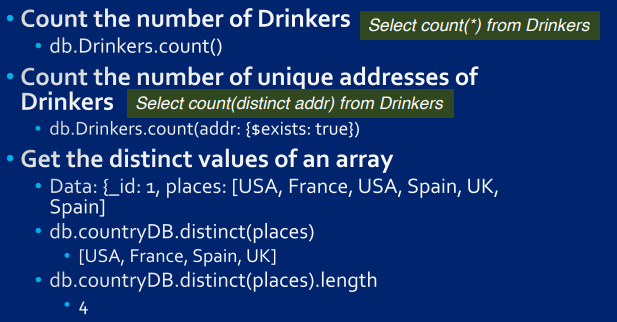 • Count the number of Drinkers Select count(*) from Drinkers
• db.Drinkers.count()
• Count the number of unique addresses of
Drinkers Select count(distinct addr) from Drinkers
• db.Drinkers.count(addr: {$exists: true})
• Get the distinct values of an array
• Data: {_id: 1, places: [USA, France, USA, Spain, UK,
Spain]
• db.countryDB.distinct(places)
• [USA, France, Spain, UK]
• db.countryDB.distinct(places).length
• 4